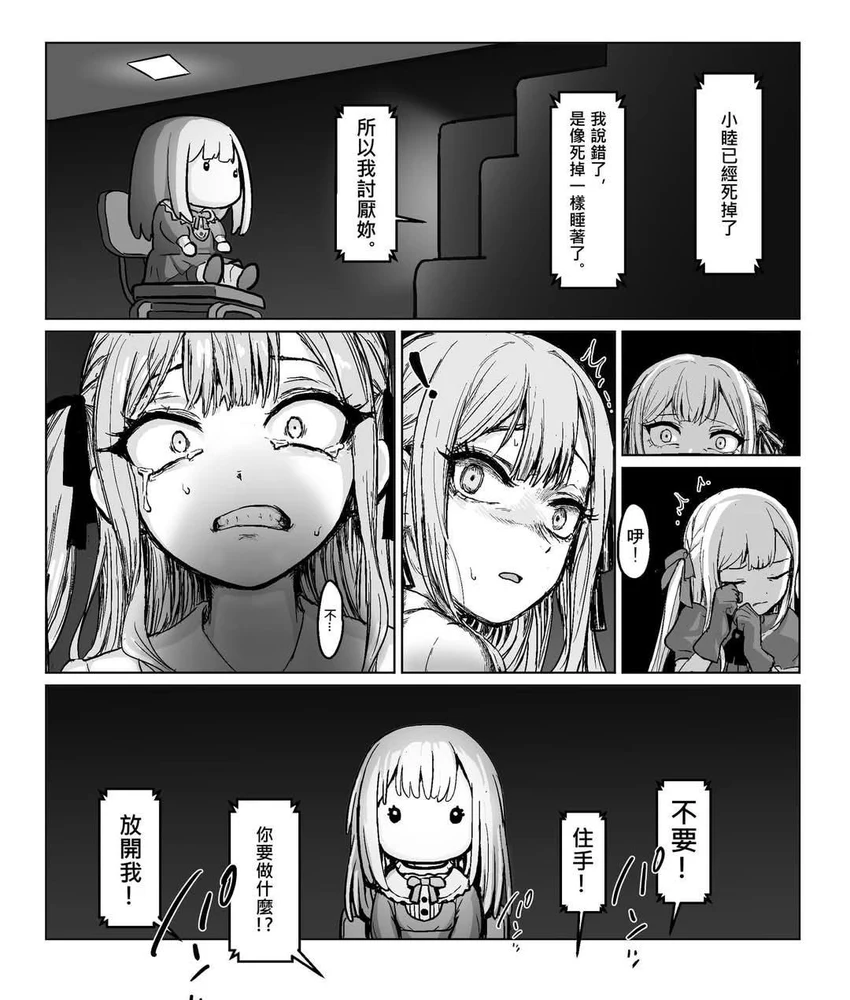 小睦已經死掉了
我說錯了,
是像死掉一樣睡著了。
所以我討厭妳。
咿!
不…
不要!
住手!
你要做什麼!?
放開我!